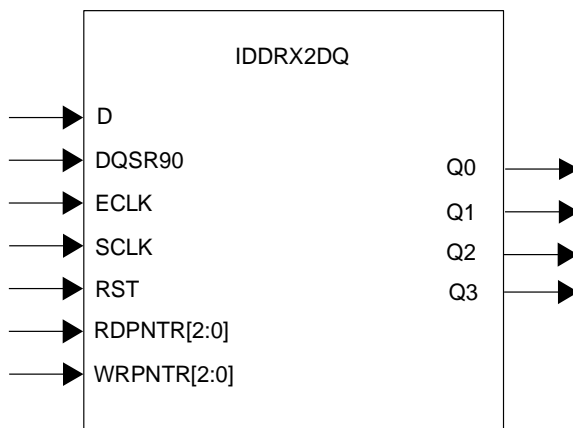 IDDRX2DQ
D
DQSR90
ECLK
SCLK
RST
RDPNTR[2:0]
WRPNTR[2:0]
Q0
Q1
Q2
Q3